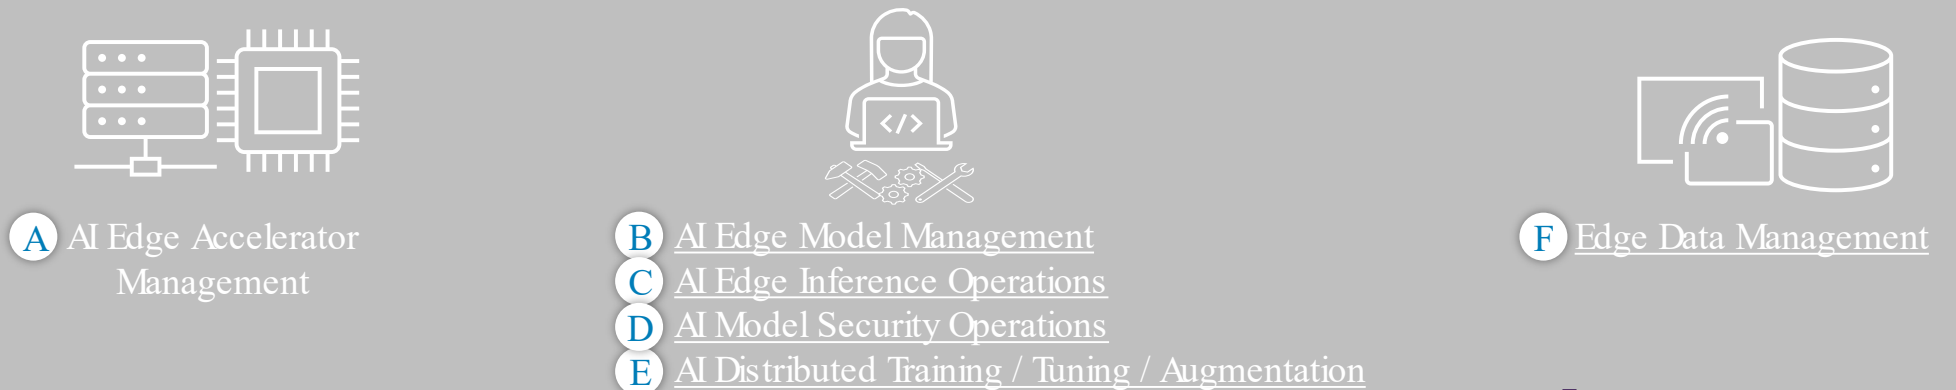 </>
A AI Edge Accelerator
Management
B AI Edge Model Management
C AI Edge Inference Operations
D AI Model Security Operations
E AI Distributed Training / Tuning / Augmentation
F Edge Data Management